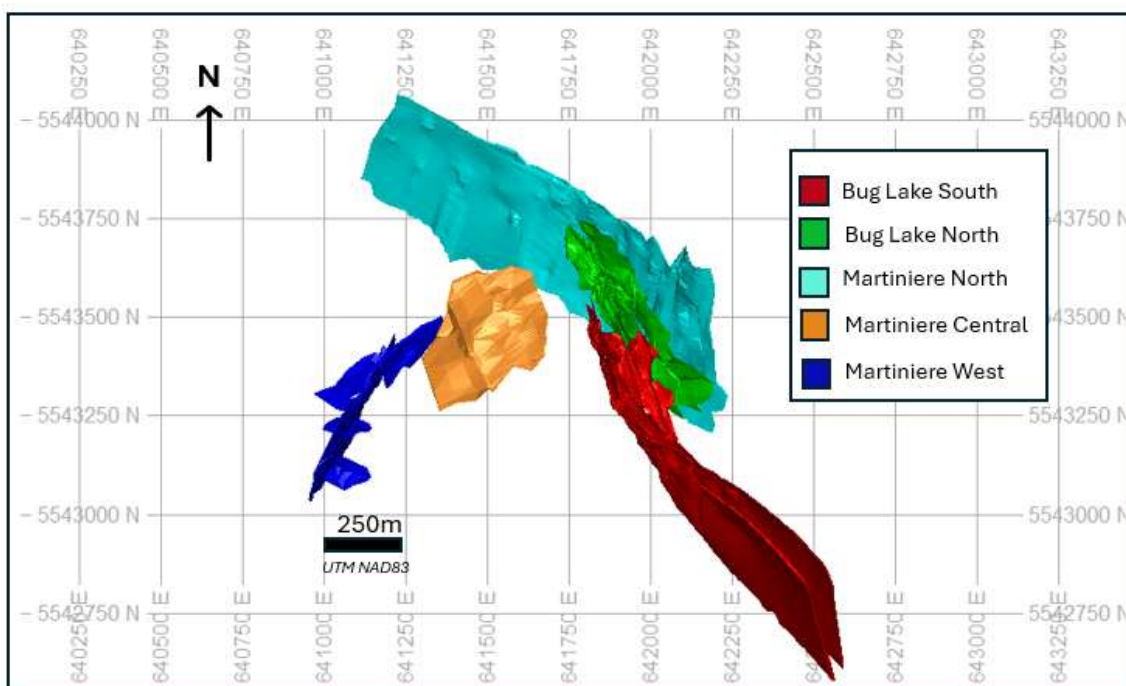 640250 E
640500 E
640750 E
641000 E
641250 E
641500 E
641750 E
642000 E
642250 E
642500 E
642750 E
643000 E
643250 E
N
5544000 N
5544000 N
Bug Lake South
5543750 N
5543750 N
Bug Lake North
Martiniere North
5543500 N
5543500 N
Martiniere Central
Martiniere West
5543250 N
5543250 N
5543000 N
5543000 N
250m
UTM NAD83
5542750 N
5542750 N
640250 E
640500 E
640750 E
641000 E
641250 E
641500 E
641750 E
642000 E
642250 E
642500 E
642750 E
643000 E
643250 E